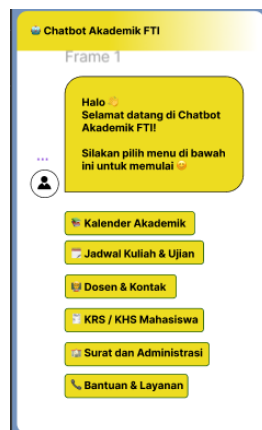 🤖 Chatbot Akademik FTI
Frame 1
Halo 👋
Selamat datang di Chatbot
Akademik FTI!
Silakan pilih menu di bawah
ini untuk memulai 😊
Kalender Akademik
Jadwal Kuliah & Ujian
Dosen & Kontak
KRS / KHS Mahasiswa
Surat dan Administrasi
📞 Bantuan & Layanan